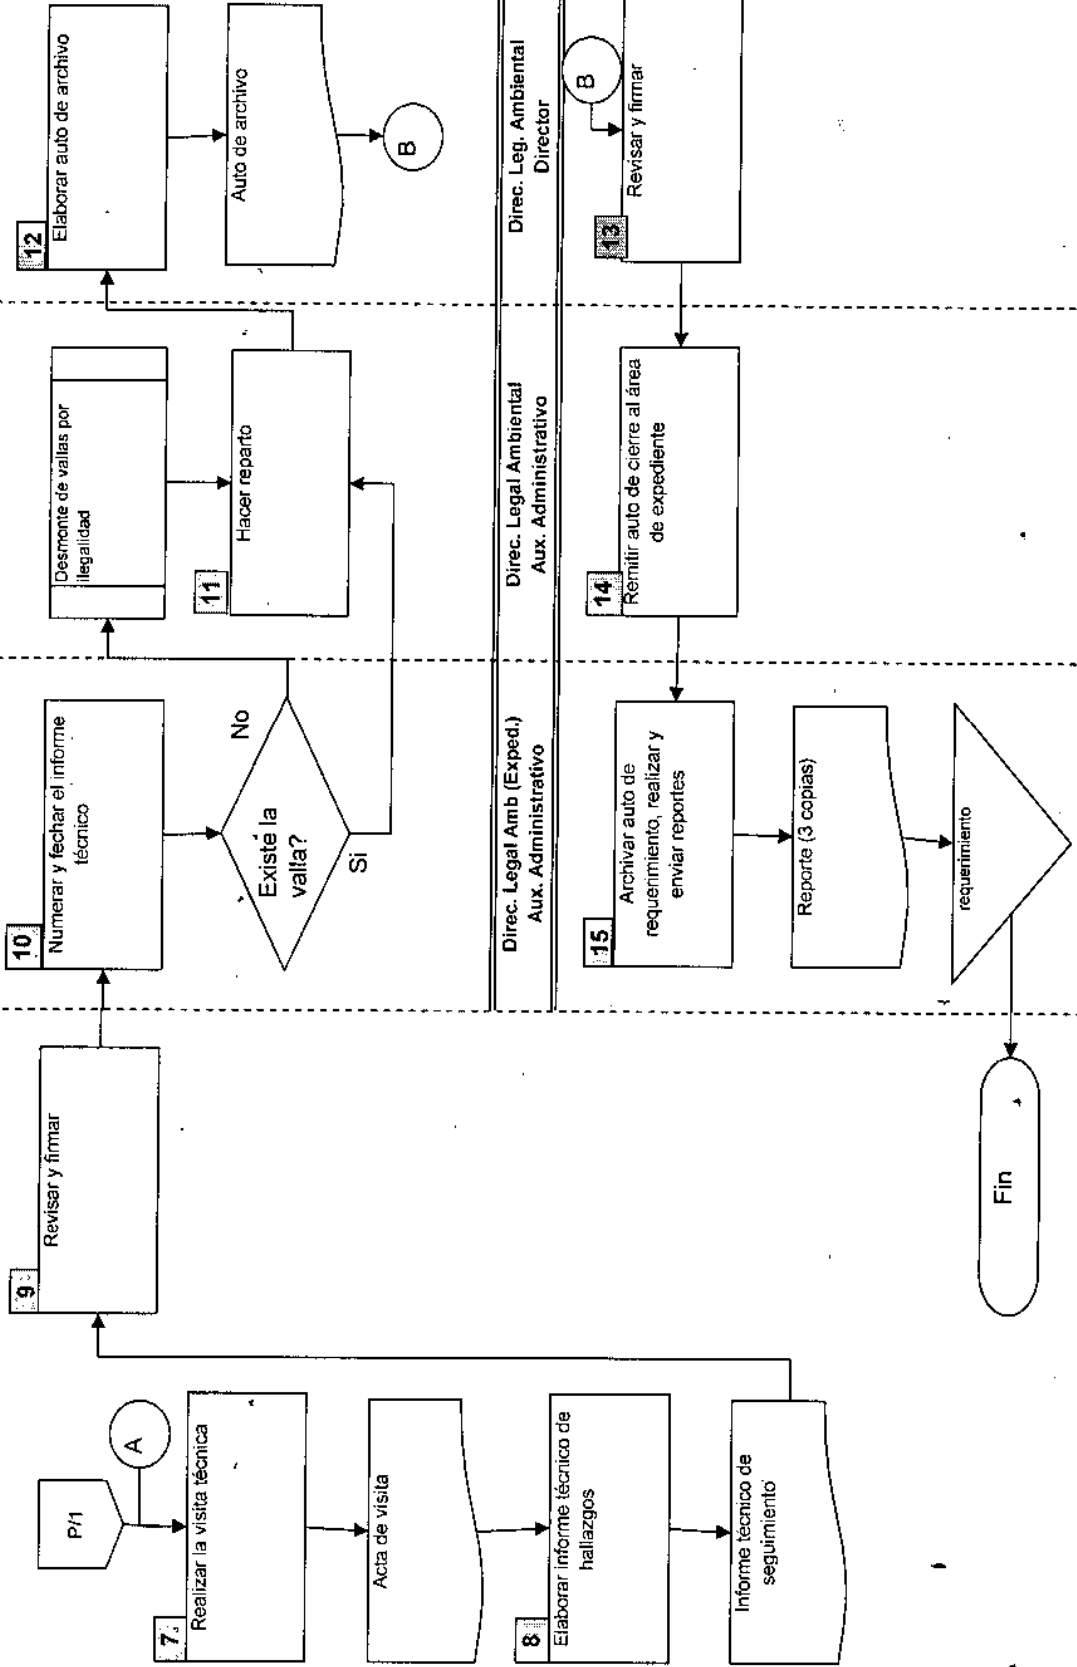 P/1
A
7
Realizar la visita técnica
Acta de visita
8
Elaborar informe técnico de
hallazgos
Informe técnico de
seguimiento
9
Revisar y firmar
10
Numerar y fechar el informe
técnico
Existe la
valla?
No
Si
Desmonte de vallas por
ilegalidad
11
Hacer reparto
12
Elaborar auto de archivo
Auto de archivo
B
Direc. Legal Amb (Exped.)
Aux. Administrativo
Direc. Legal Ambiental
Aux. Administrativo
Direc. Leg. Ambiental
Director
B
13
Revisar y firmar
14
Remitir auto de cierre al área
de expediente
15
Archivar auto de
requerimiento, realizar y
enviar reportes
Reporte (3 copias)
requerimiento
Fin